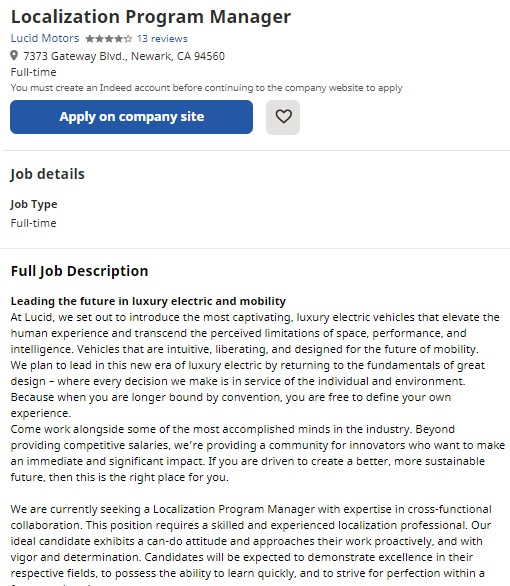 Localization Program Manager
Lucid Motors 13 reviews
7373 Gateway Blvd., Newark, CA 94560
Full-time
You must create an Indeed account before continuing to the company website to apply
Apply on company site
Job details
Job Type
Full-time
Full Job Description
Leading the future in luxury electric and mobility
At Lucid, we set out to introduce the most captivating, luxury electric vehicles that elevate the
human experience and transcend the perceived limitations of space, performance, and
intelligence. Vehicles that are intuitive, liberating, and designed for the future of mobility.
We plan to lead in this new era of luxury electric by returning to the fundamentals of great
design – where every decision we make is in service of the individual and environment.
Because when you are longer bound by convention, you are free to define your own
experience.
Come work alongside some of the most accomplished minds in the industry. Beyond
providing competitive salaries, we're providing a community for innovators who want to make
an immediate and significant impact. If you are driven to create a better, more sustainable
future, then this is the right place for you.
We are currently seeking a Localization Program Manager with expertise in cross-functional
collaboration. This position requires a skilled and experienced localization professional. Our
ideal candidate exhibits a can-do attitude and approaches their work proactively, and with
vigor and determination. Candidates will be expected to demonstrate excellence in their
respective fields, to possess the ability to learn quickly, and to strive for perfection within a